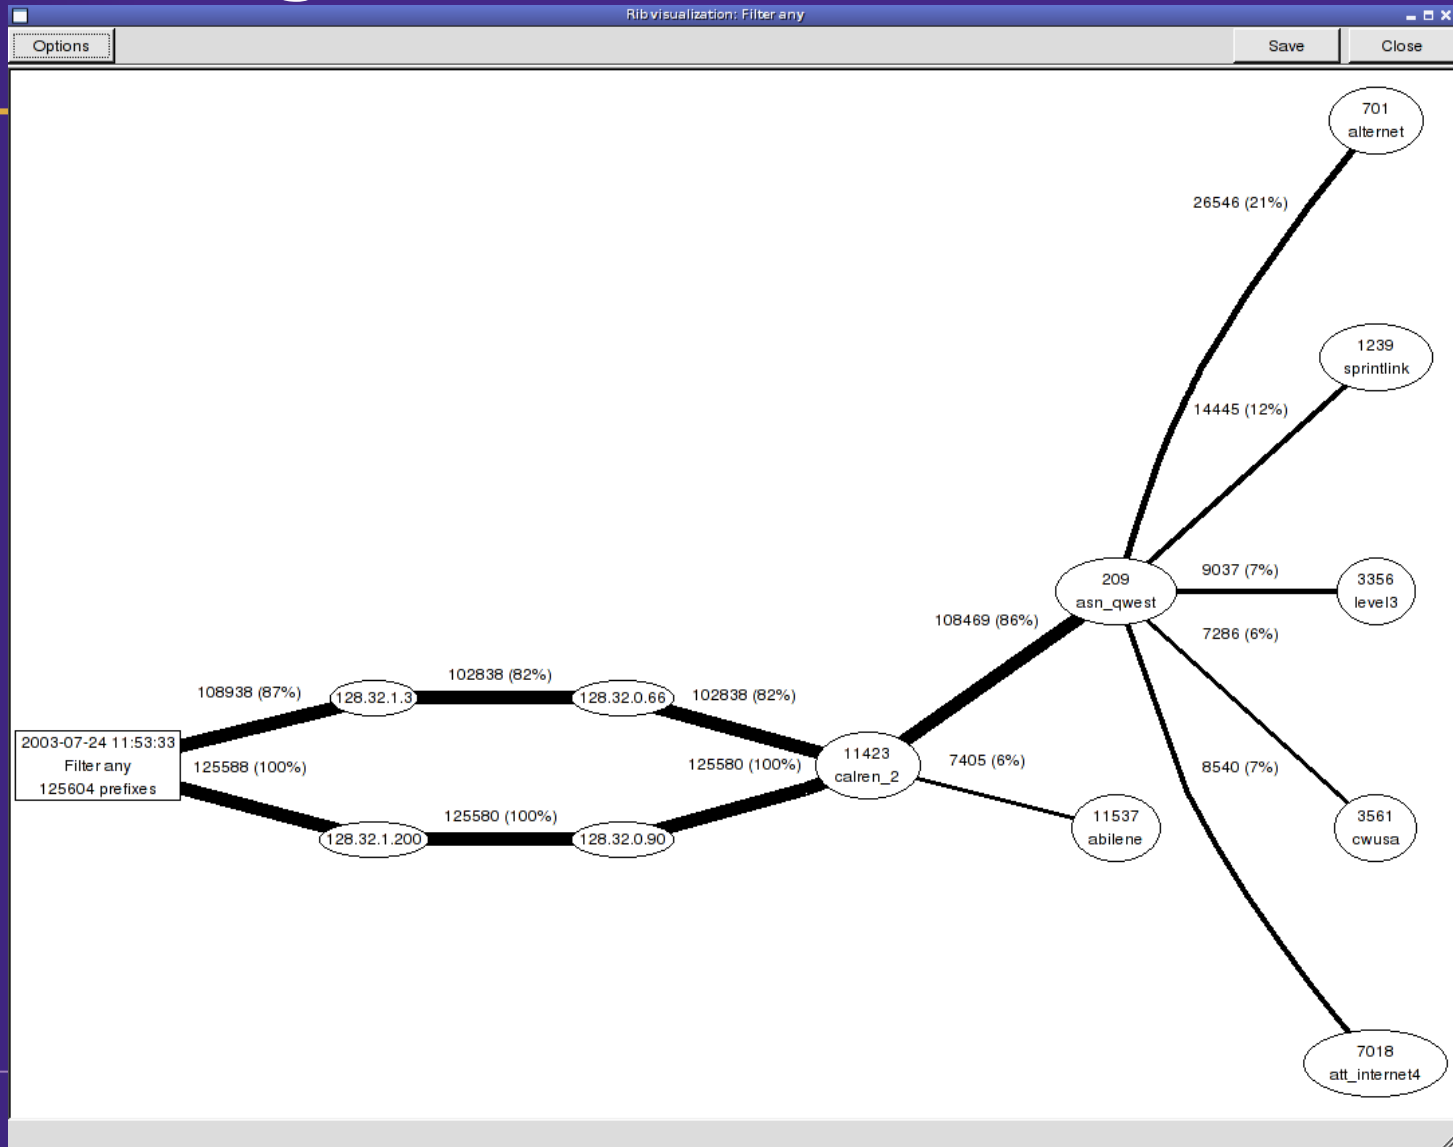 Rib visualization: Filter any
Options
Save
Close
701
alternet
26546 (21%)
1239
sprintlink
14445 (12%)
209
asn_qwest
9037 (7%)
3356
level3
7286 (6%)
108469 (86%)
108938 (87%)
128.32.1.3
102838 (82%)
128.32.0.66
102838 (82%)
2003-07-24 11:53:33
Filter any
125604 prefixes
125588 (100%)
125580 (100%)
11423
calren_2
7405 (6%)
8540 (7%)
128.32.1.200
125580 (100%)
128.32.0.90
11537
abilene
3561
cwusa
7018
att_internet4